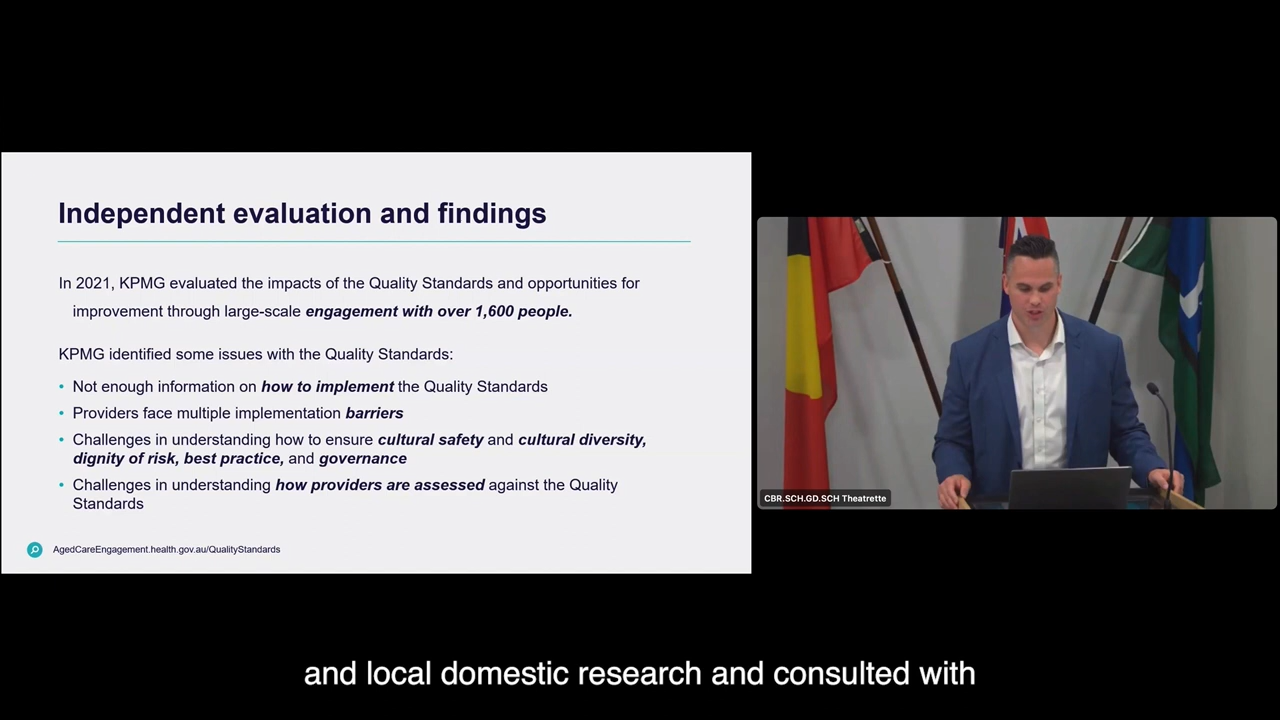 Independent evaluation and findings
In 2021, KPMG evaluated the impacts of the Quality Standards and opportunities for
improvement through large-scale engagement with over 1,600 people.
KPMG identified some issues with the Quality Standards:
• Not enough information on how to implement the Quality Standards
• Providers face multiple implementation barriers
• Challenges in understanding how to ensure cultural safety and cultural diversity,
dignity of risk, best practice, and governance
• Challenges in understanding how providers are assessed against the Quality
Standards
AgedCareEngagement.health.gov.au/QualityStandards
CBR.SCH.GD.SCH Theatrette
and local domestic research and consulted with